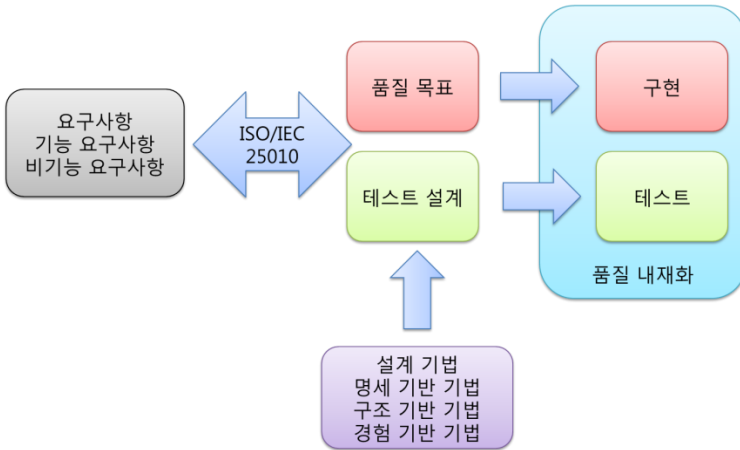 요구사항
기능 요구사항
비기능 요구사항
ISO/IEC
25010
품질 목표
테스트 설계
구현
테스트
품질 내재화
설계 기법
명세 기반 기법
구조 기반 기법
경험 기반 기법